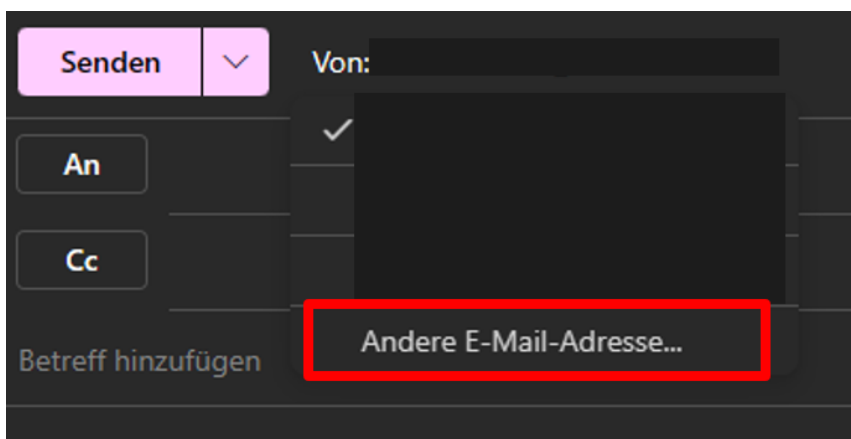 Senden
Von:
An
Cc
Andere E-Mail-Adresse...
Betreff hinzufügen